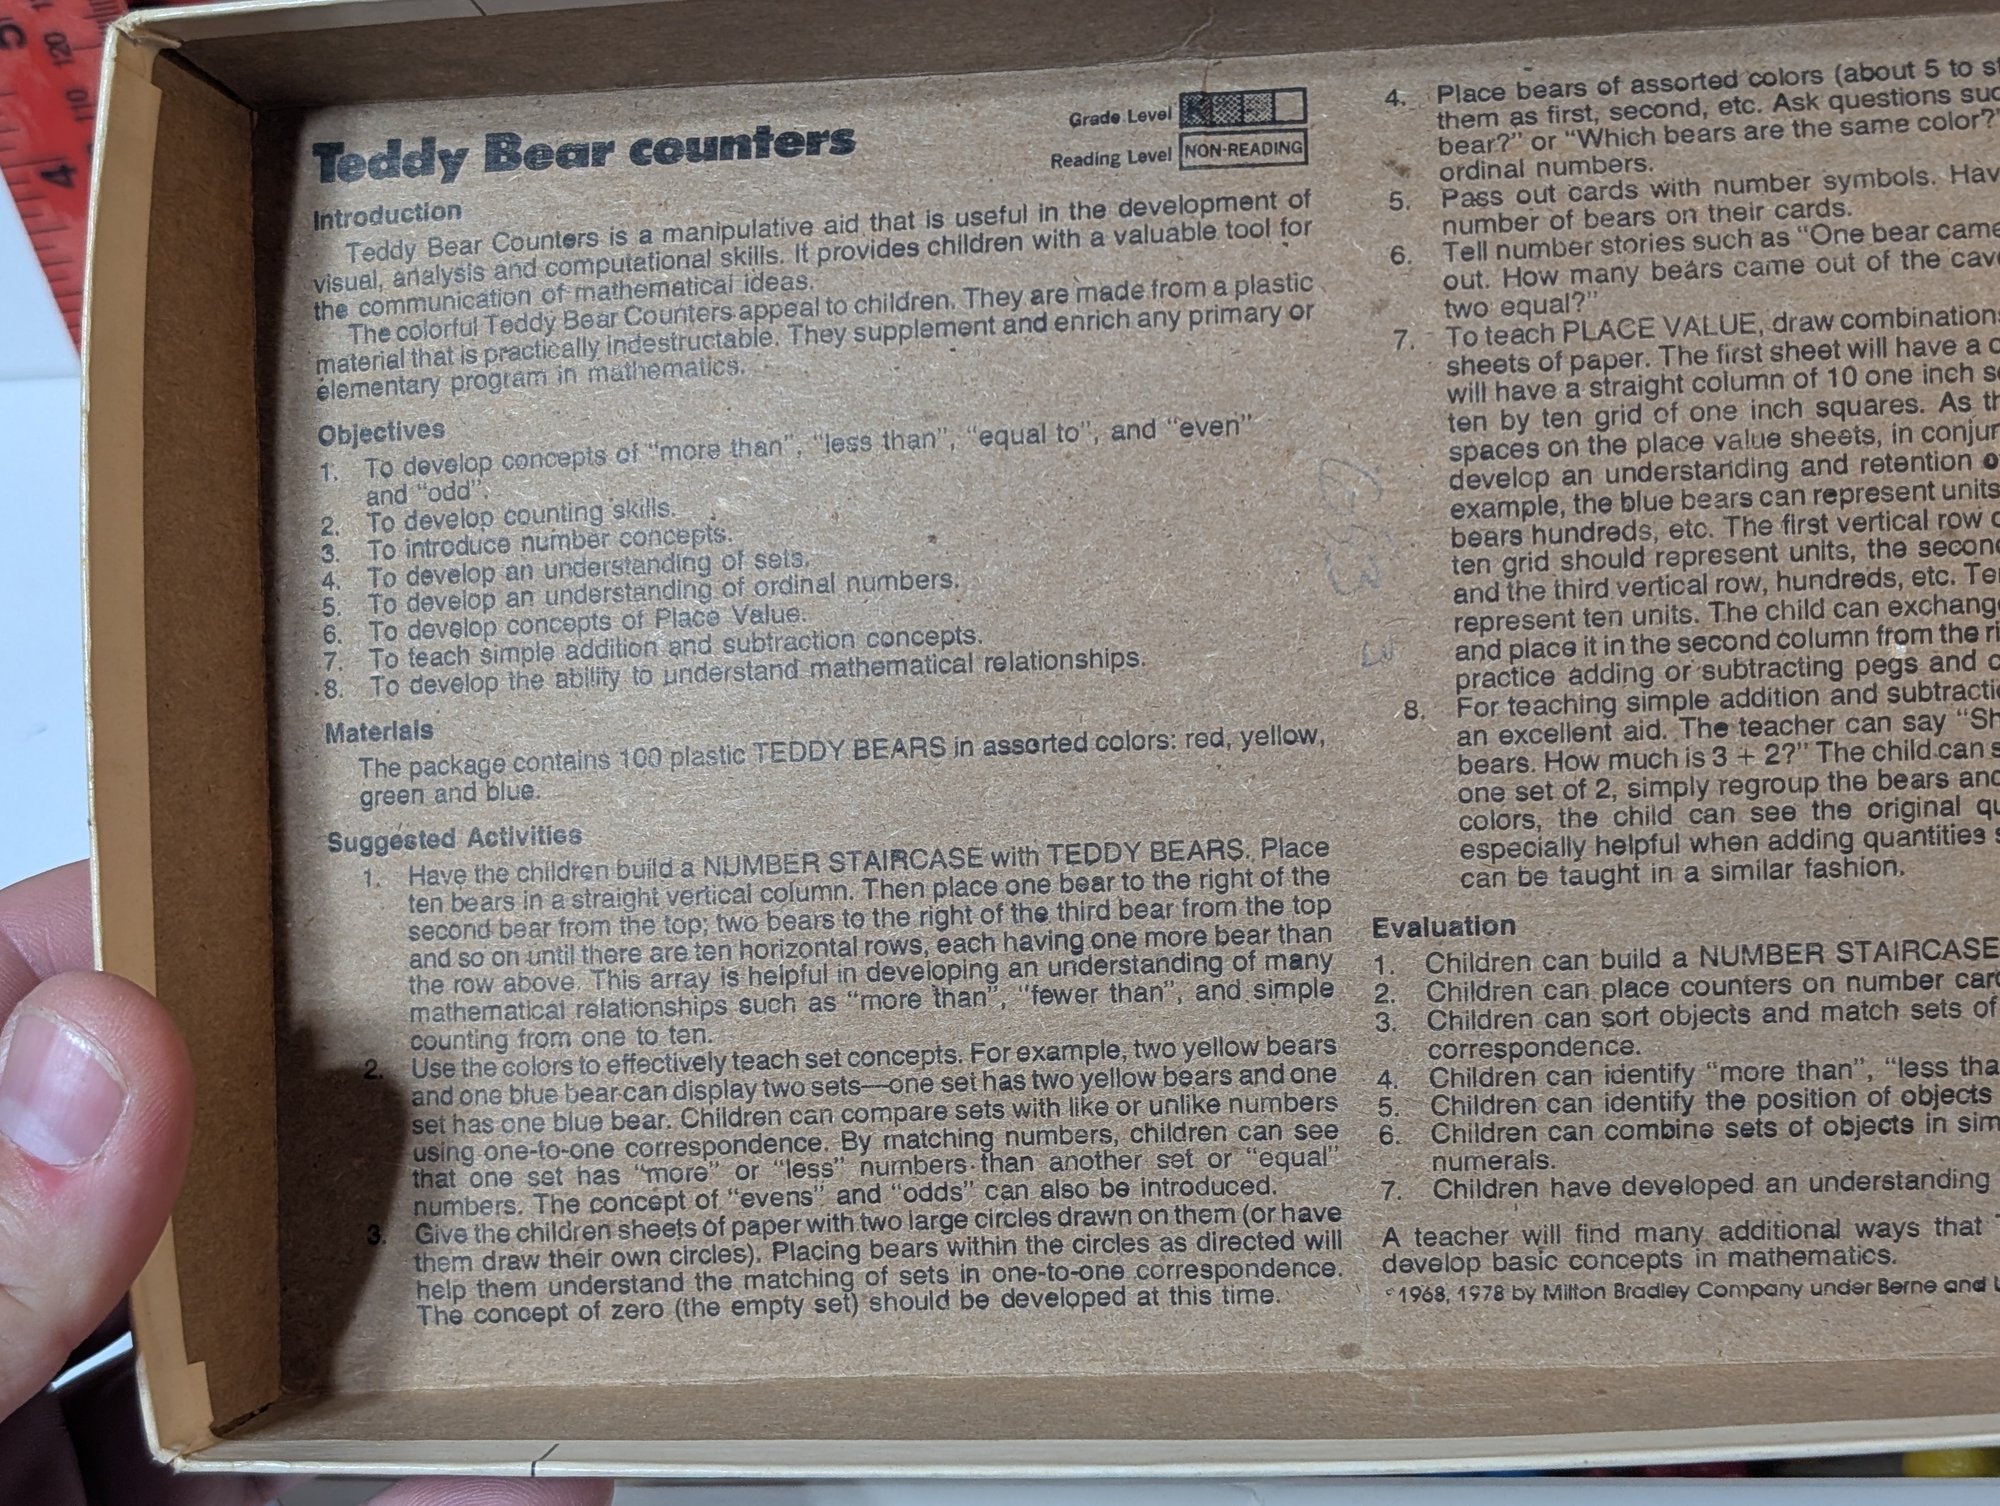 Teddy Bear counters
Grade Level K
Reading Level NON-READING
Introduction
Teddy Bear Counters is a manipulative aid that is useful in the development of
visual, analysis and computational skills. It provides children with a valuable tool for
the communication of mathematical ideas.
The colorful Teddy Bear Counters appeal to children. They are made from a plastic
material that is practically indestructable. They supplement and enrich any primary or
elementary program in mathematics.
Objectives
1. To develop concepts of “more than”, “less than”, “equal to”, and “even”
and “odd”.
2. To develop counting skills.
3. To introduce number concepts.
4. To develop an understanding of sets.
5. To develop an understanding of ordinal numbers.
6. To develop concepts of Place Value.
7. To teach simple addition and subtraction concepts.
8. To develop the ability to understand mathematical relationships.
Materials
The package contains 100 plastic TEDDY BEARS in assorted colors: red, yellow,
green and blue.
Suggested Activities
1. Have the children build a NUMBER STAIRCASE with TEDDY BEARS. Place
ten bears in a straight vertical column. Then place one bear to the right of the
second bear from the top; two bears to the right of the third bear from the top
and so on until there are ten horizontal rows, each having one more bear than
the row above. This array is helpful in developing an understanding of many
mathematical relationships such as “more than”, “fewer than”, and simple
counting from one to ten.
2. Use the colors to effectively teach set concepts. For example, two yellow bears
and one blue bear can display two sets—one set has two yellow bears and one
set has one blue bear. Children can compare sets with like or unlike numbers
using one-to-one correspondence. By matching numbers, children can see
that one set has “more” or “less” numbers than another set or “equal”
numbers. The concept of “evens” and “odds” can also be introduced.
3. Give the children sheets of paper with two large circles drawn on them (or have
them draw their own circles). Placing bears within the circles as directed will
help them understand the matching of sets in one-to-one correspondence.
The concept of zero (the empty set) should be developed at this time.
4. Place bears of assorted colors (about 5 to
them as first, second, etc. Ask questions
bear?” or “Which bears are the same color?”
ordinal numbers.
5. Pass out cards with number symbols.
number of bears on their cards.
6. Tell number stories such as “One bear came
out. How many bears came out of the
two equal?”
7. To teach PLACE VALUE, draw
sheets of paper. The first sheet will have a
will have a straight column of 10 one inch
ten by ten grid of one inch squares. As
spaces on the place value sheets, in
develop an understanding and retention
example, the blue bears can represent units
bears hundreds, etc. The first vertical row
ten grid should represent units, the
and the third vertical row, hundreds, etc.
represent ten units. The child can
and place it in the second column from the
practice adding or subtracting pegs and
8. For teaching simple addition and
an excellent aid. The teacher can say
bears. How much is 3 + 2?” The child can
one set of 2, simply regroup the bears
colors, the child can see the original
especially helpful when adding quantities
can be taught in a similar fashion.
Evaluation
1. Children can build a NUMBER STAIRCASE
2. Children can place counters on number
3. Children can sort objects and match sets of
correspondence.
4. Children can identify “more than”, “less
5. Children can identify the position of objects
6. Children can combine sets of objects in
numerals.
7. Children have developed an understanding
A teacher will find many additional ways that
develop basic concepts in mathematics.
© 1968, 1978 by Milton Bradley Company under Berne and
5
4
120
110